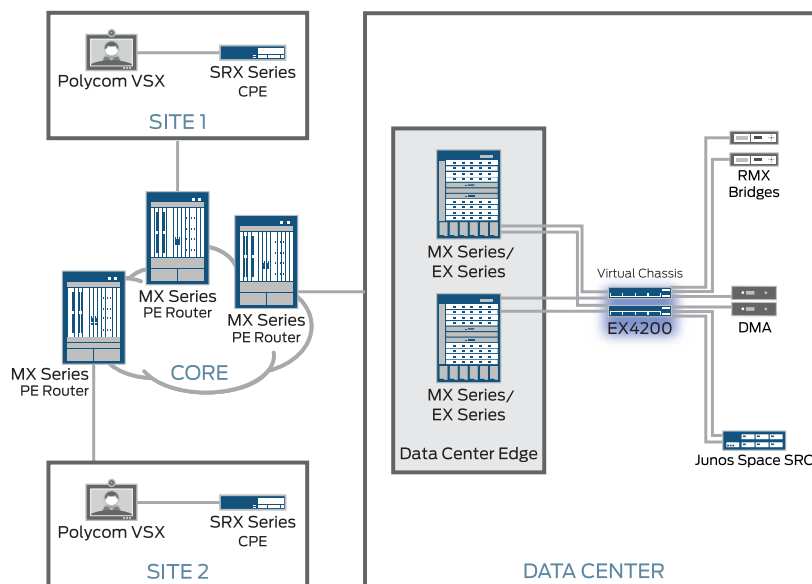 Polycom VSX
SRX Series
CPE
SITE 1
MX Series
PE Router
MX Series
PE Router
MX Series
PE Router
CORE
Polycom VSX
SRX Series
CPE
SITE 2
MX Series/
EX Series
MX Series/
EX Series
Data Center Edge
Virtual Chassis
EX4200
RMX
Bridges
DMA
Junos Space SRC
DATA CENTER